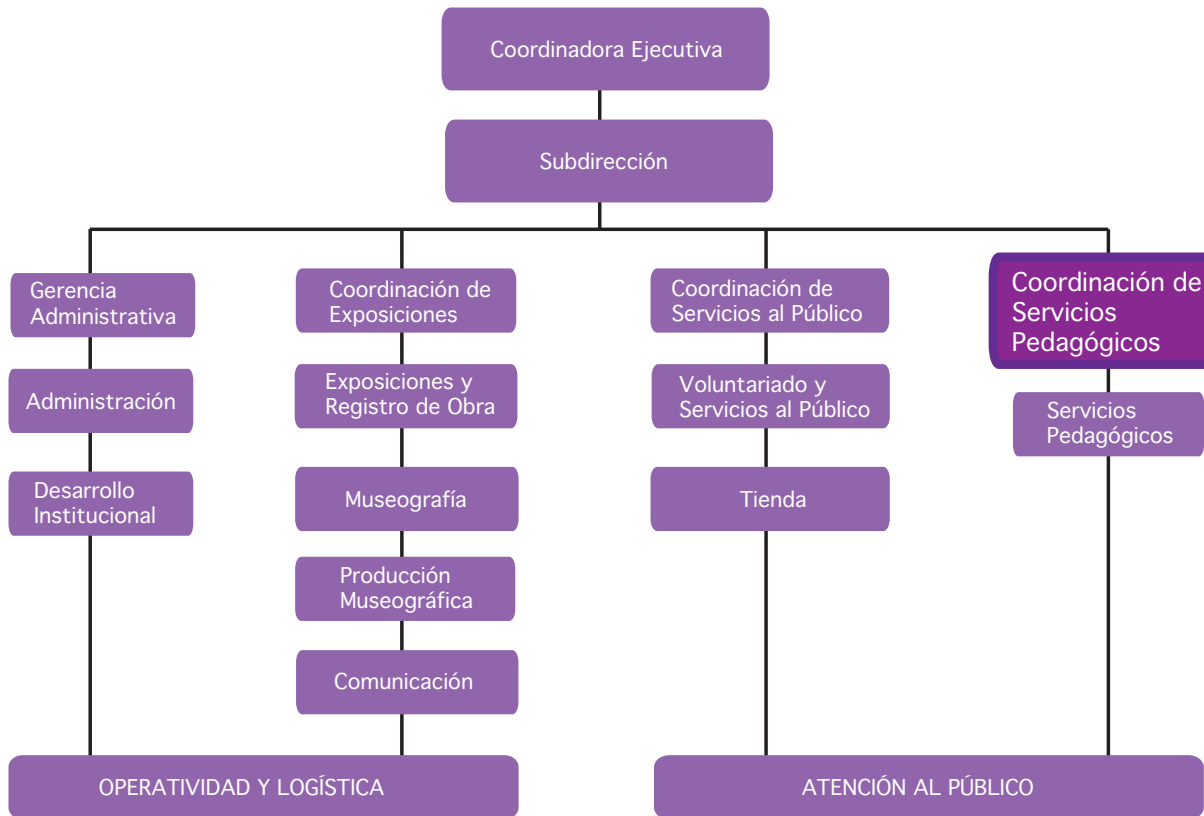 Coordinadora Ejecutiva
Subdirección
Gerencia
Administrativa
Administración
Desarrollo
Institucional
Coordinación de
Exposiciones
Exposiciones y
Registro de Obra
Museografía
Producción
Museográfica
Comunicación
Coordinación de
Servicios al Público
Voluntariado y
Servicios al Público
Tienda
Coordinación de
Servicios
Pedagógicos
Servicios
Pedagógicos
OPERATIVIDAD Y LOGÍSTICA
ATENCIÓN AL PÚBLICO